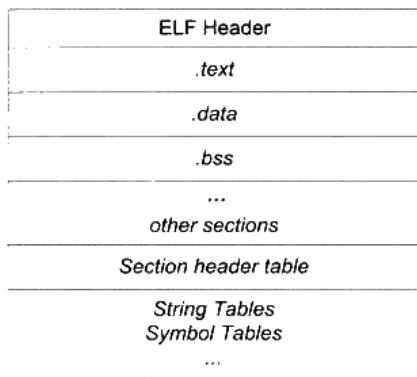 ELF Header
.text
.data
.bss
...
other sections
Section header table
String Tables
Symbol Tables
...